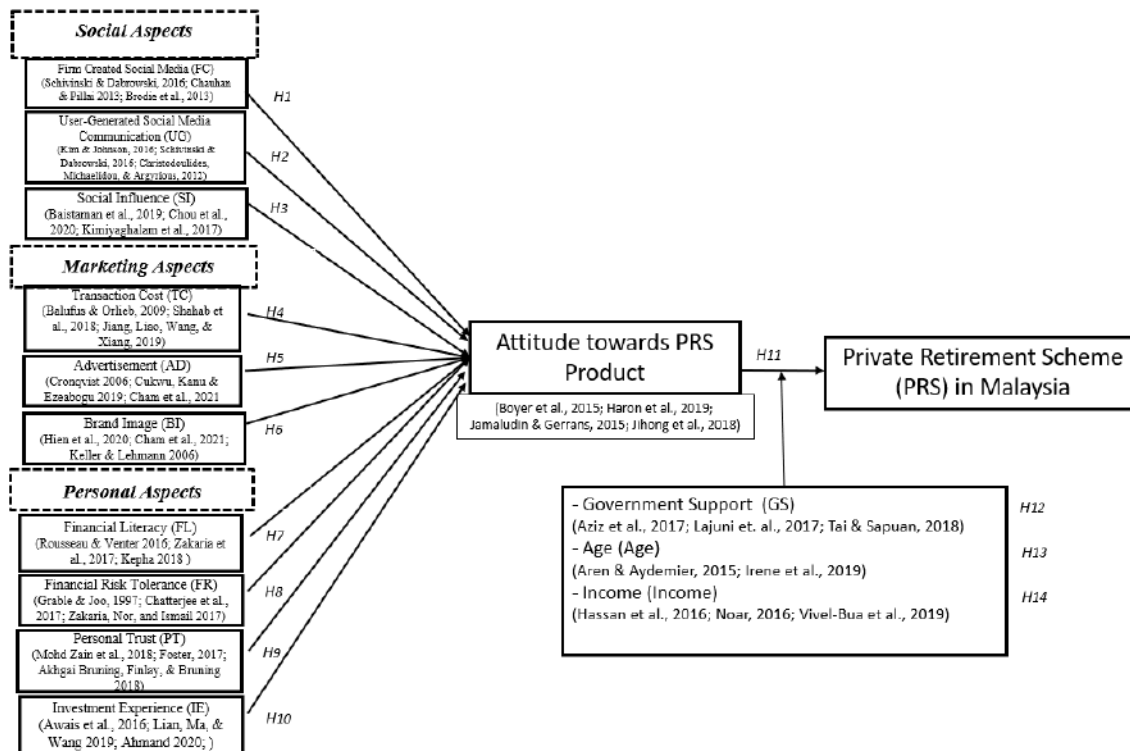 Social Aspects
Firm Created Social Media (FC)
(Schivinski & Dabrowski, 2016; Chauhan
& Pillai 2013; Brodie et al., 2013)
H1
User-Generated Social Media
Communication (UG)
(Kim & Johnson, 2016; Schivinski &
Dabrowski, 2016; Christodoulides,
Michaelidou, & Argyriou, 2012)
H2
Social Influence (SI)
(Baistaman et al., 2019; Chou et al.,
2020; Kimiyaghalam et al., 2017)
H3
Marketing Aspects
Transaction Cost (TC)
(Balufus & Orlieb, 2009; Shahab et
al., 2018; Jiang, Liao, Wang, &
Xiang, 2019)
H4
Advertisement (AD)
(Cronqvist 2006; Cukwu, Kanu &
Ezeabogu 2019; Cham et al., 2021
H5
Brand Image (BI)
(Hien et al., 2020; Cham et al., 2021;
Keller & Lehmann 2006)
H6
Personal Aspects
Financial Literacy (FL)
(Rousseau & Venter 2016; Zakaria et
al., 2017; Kepha 2018 )
H7
Financial Risk Tolerance (FR)
(Grable & Joo, 1997; Chatterjee et al.,
2017; Zakaria, Nor, and Ismail 2017)
H8
Personal Trust (PT)
(Mohd Zain et al., 2018; Foster, 2017;
Akhgai Bruning, Finlay, & Bruning
2018)
H9
Investment Experience (IE)
(Awais et al., 2016; Lian, Ma, &
Wang 2019; Ahmand 2020; )
H10
Attitude towards PRS
Product
(Boyer et al., 2015; Haron et al., 2019;
Jamaludin & Gerrans, 2015; Jihong et al., 2018)
H11
Private Retirement Scheme
(PRS) in Malaysia
- Government Support (GS)
(Aziz et al., 2017; Lajuni et. al., 2017; Tai & Sapuan, 2018)
H12
- Age (Age)
(Aren & Aydemier, 2015; Irene et al., 2019)
H13
- Income (Income)
(Hassan et al., 2016; Noar, 2016; Vivel-Bua et al., 2019)
H14